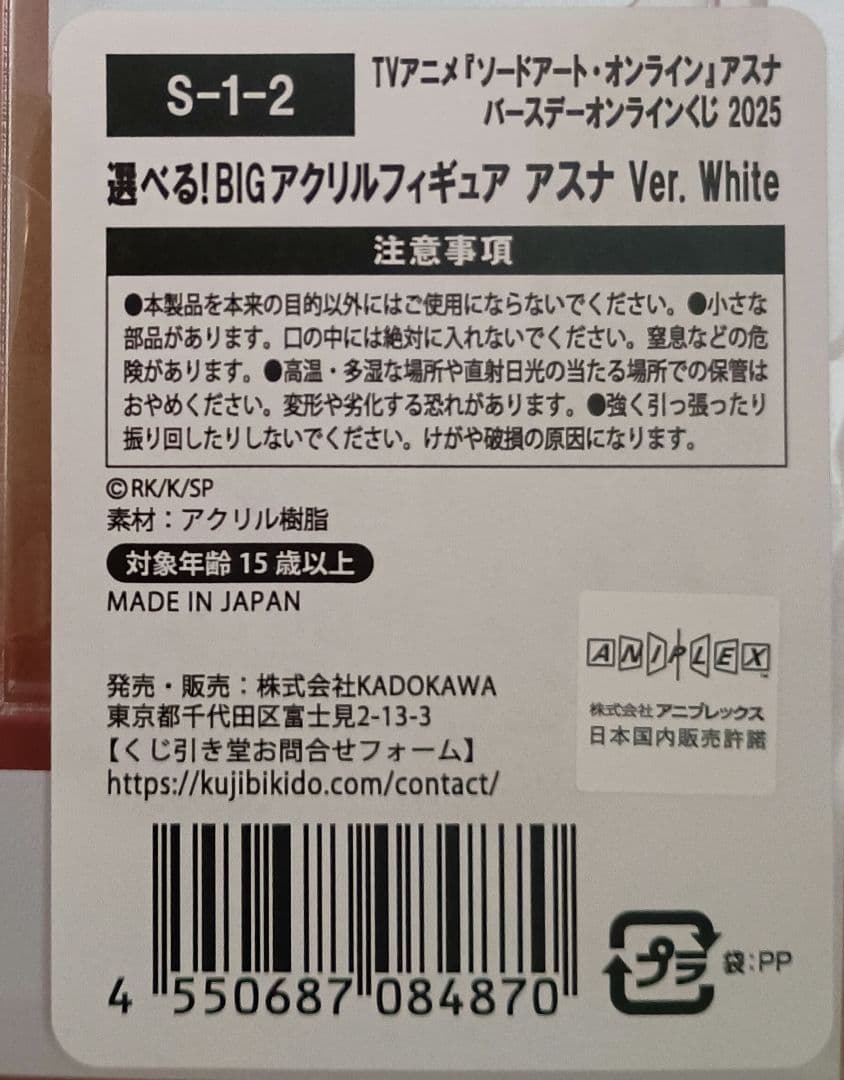 S-1-2
TVアニメ『ソードアート・オンライン』アスナ
バースデーオンラインくじ 2025
選べる!BIGアクリルフィギュア アスナ Ver. White
注意事項
●本製品を本来の目的以外にはご使用にならないでください。●小さな
部品があります。口の中には絶対に入れないでください。窒息などの危
険があります。●高温・多湿な場所や直射日光の当たる場所での保管は
おやめください。変形や劣化する恐れがあります。●強く引っ張ったり
振り回したりしないでください。けがや破損の原因になります。
©RK/K/SP
素材：アクリル樹脂
対象年齢 15 歳以上
MADE IN JAPAN
発売・販売：株式会社KADOKAWA
東京都千代田区富士見2-13-3
【くじ引き堂お問合せフォーム】
https://kujibikido.com/contact/
ANIPLEX
株式会社アニプレックス
日本国内販売許諾
4 550687 084870
プラ
袋:PP